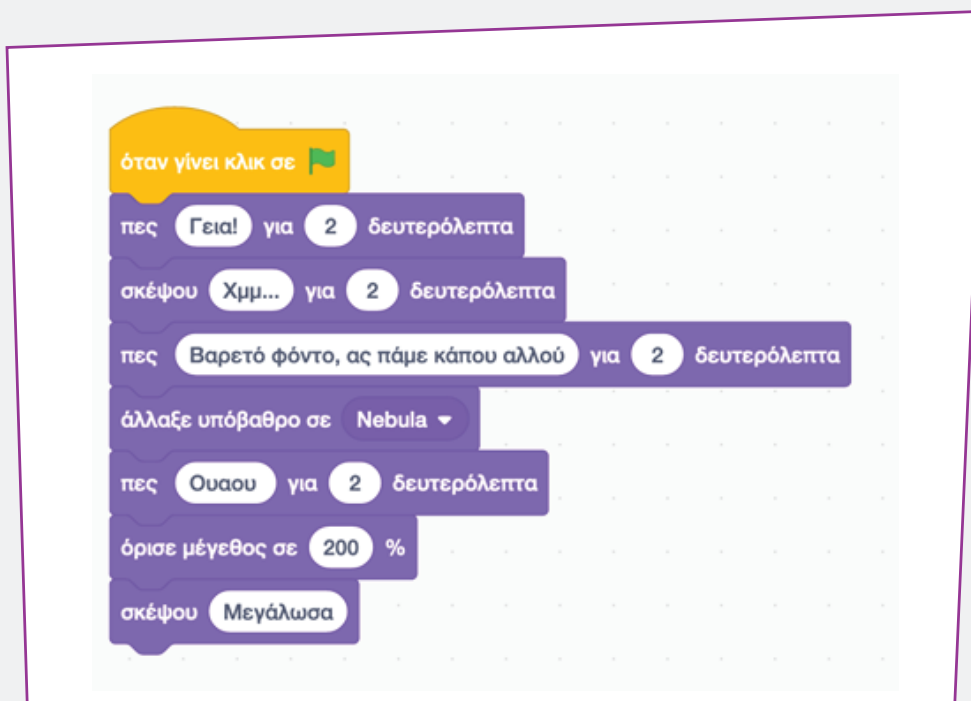 όταν γίνει κλικ σε
πες Γεια! για 2 δευτερόλεπτα
σκέψου Χμμ... για 2 δευτερόλεπτα
πες Βαρετό φόντο, ας πάμε κάπου αλλού για 2 δευτερόλεπτα
άλλαξε υπόβαθρο σε Nebula
πες Ουαου για 2 δευτερόλεπτα
όρισε μέγεθος σε 200 %
σκέψου Μεγάλωσα